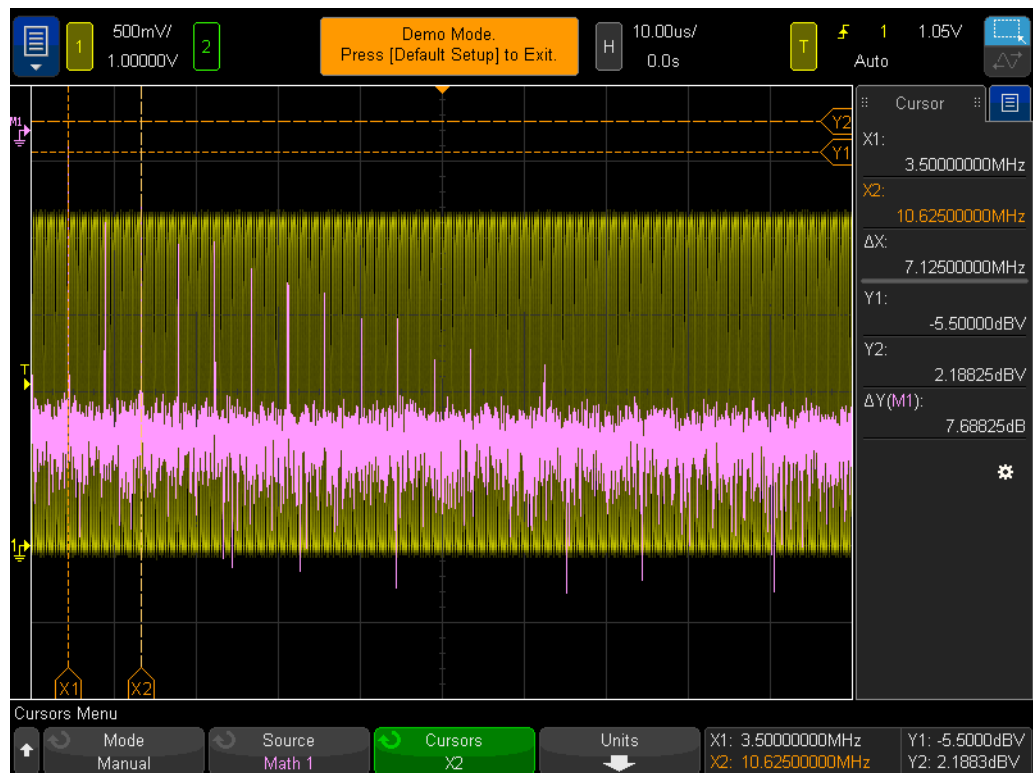 1
500mV/
1.00000V
2
Demo Mode.
Press [Default Setup] to Exit.
H
10.00us/
0.0s
T
1
1.05V
Auto
M1
Y2
Y1
T
1
X1
X2
Cursor
X1:
3.50000000MHz
X2:
10.62500000MHz
ΔX:
7.12500000MHz
Y1:
-5.50000dBV
Y2:
2.18825dBV
ΔY(M1):
7.68825dB
Cursors Menu
Mode
Manual
Source
Math 1
Cursors
X2
Units
X1: 3.50000000MHz
X2: 10.62500000MHz
Y1: -5.5000dBV
Y2: 2.1883dBV